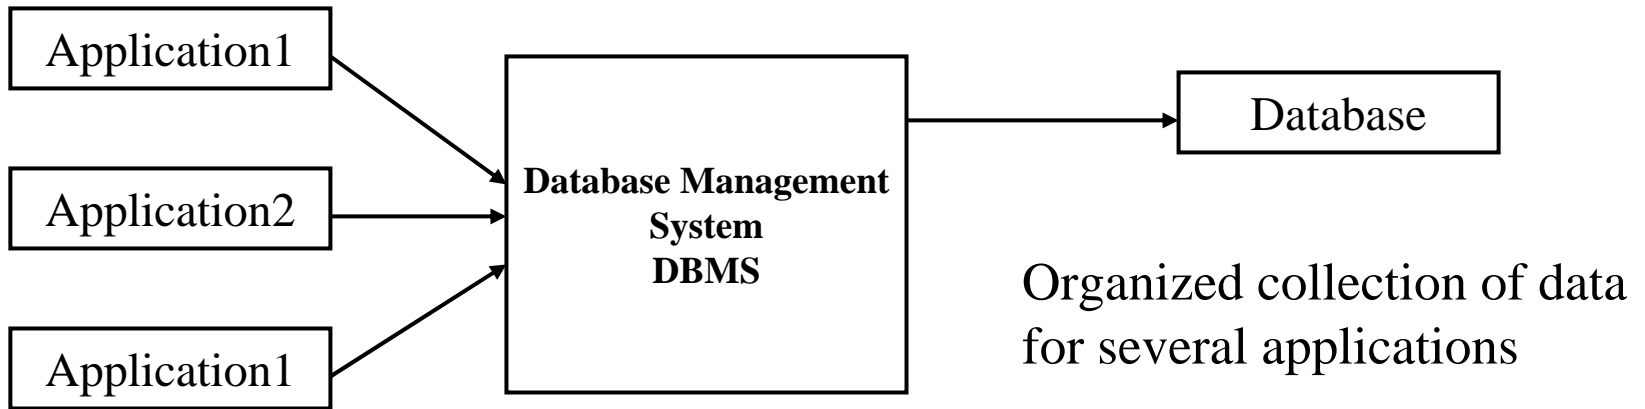 Application1
Application2
Application1
Database Management
System
DBMS
Database
Organized collection of data
for several applications